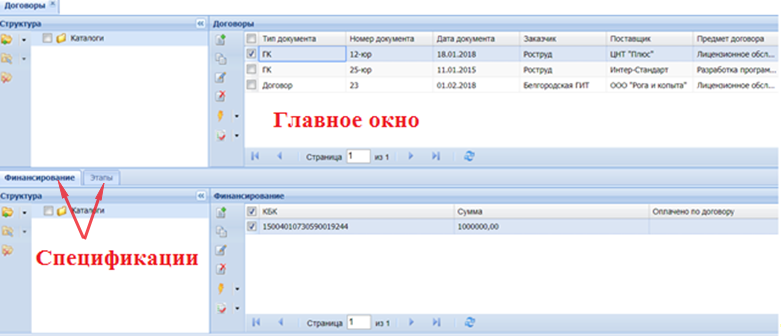 Договоры
Структура
Каталоги
Договоры
Тип документа Номер документа Дата документа Заказчик Поставщик Предмет договора
ГК 12-юр 18.01.2018 Роструд ЦНТ "Плюс" Лицензионное обсл...
ГК 25-юр 11.01.2015 Роструд Интер-Стандарт Разработка програм...
Договор 23 01.02.2018 Белгородская ГИТ ООО "Рога и копыта" Лицензионное обсл...
Главное окно
Страница 1 из 1
Финансирование Этапы
Структура
Каталоги
Спецификации
Финансирование
КБК Сумма Оплачено по договору
15004010730590019244 1000000,00
Страница 1 из 1